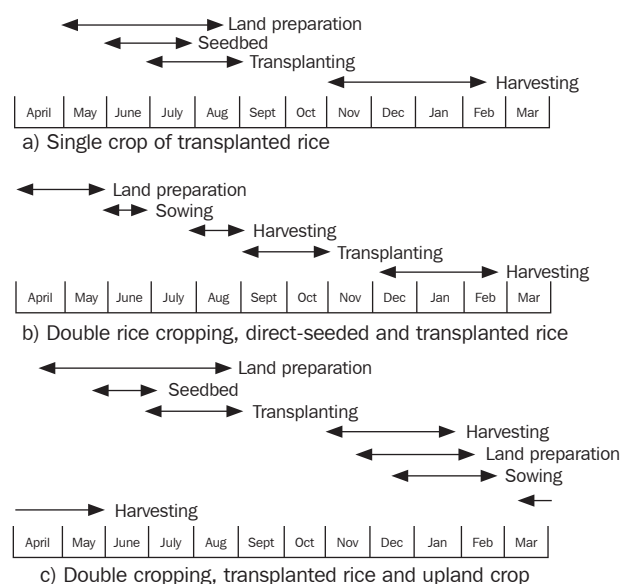 Land preparation
Seedbed
Transplanting
Harvesting
April May June July Aug Sept Oct Nov Dec Jan Feb Mar
a) Single crop of transplanted rice
Land preparation
Sowing
Harvesting
Transplanting
Harvesting
April May June July Aug Sept Oct Nov Dec Jan Feb Mar
b) Double rice cropping, direct-seeded and transplanted rice
Land preparation
Seedbed
Transplanting
Harvesting
Land preparation
Sowing
Harvesting
April May June July Aug Sept Oct Nov Dec Jan Feb Mar
c) Double cropping, transplanted rice and upland crop